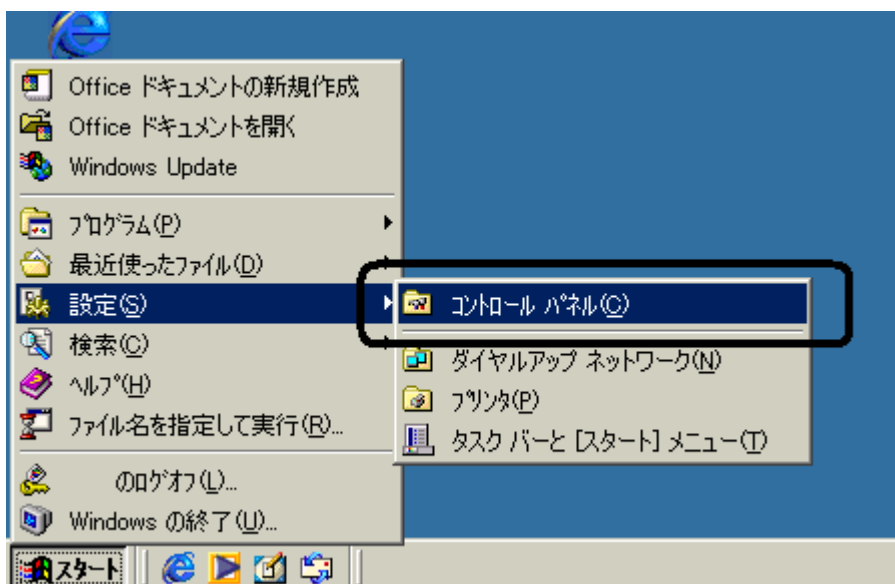 Office ドキュメントの新規作成
Office ドキュメントを開く
Windows Update
プログラム(P)
最近使ったファイル(D)
設定(S)
検索(C)
ヘルプ(H)
ファイル名を指定して実行(R)...
のログオフ(L)...
Windows の終了(U)...
コントロール パネル(C)
ダイヤルアップ ネットワーク(N)
プリンタ(P)
タスク バーと [スタート] メニュー(T)
スタート